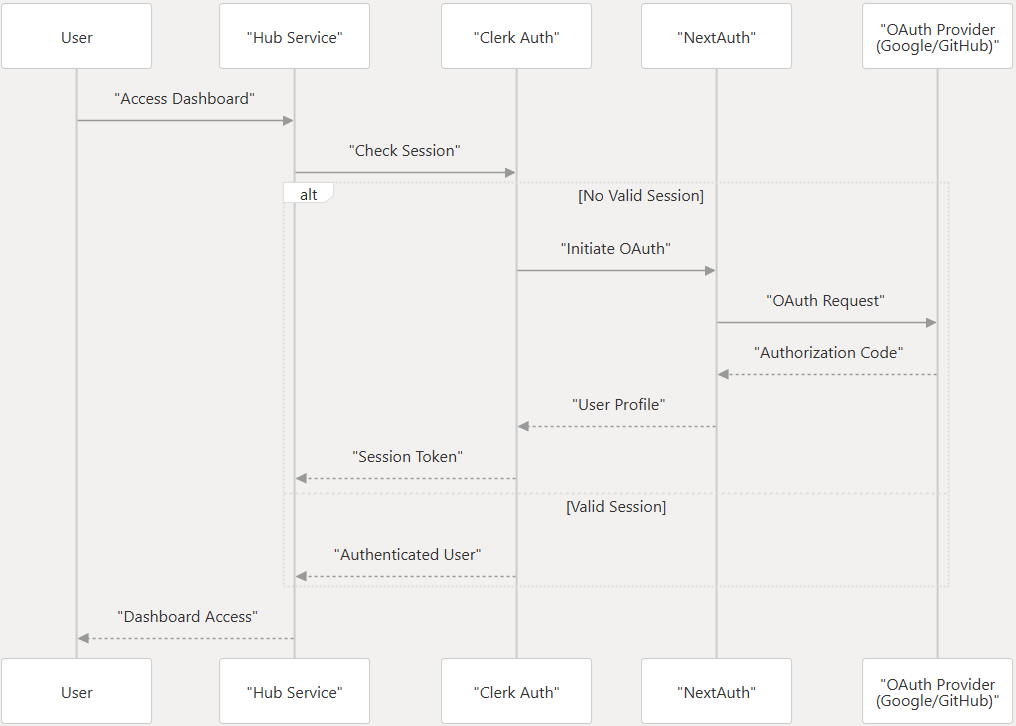 User
"Hub Service"
"Clerk Auth"
"NextAuth"
"OAuth Provider
(Google/GitHub)"
"Access Dashboard"
"Check Session"
alt
[No Valid Session]
"Initiate OAuth"
"OAuth Request"
"Authorization Code"
"User Profile"
"Session Token"
[Valid Session]
"Authenticated User"
"Dashboard Access"
User
"Hub Service"
"Clerk Auth"
"NextAuth"
"OAuth Provider
(Google/GitHub)"